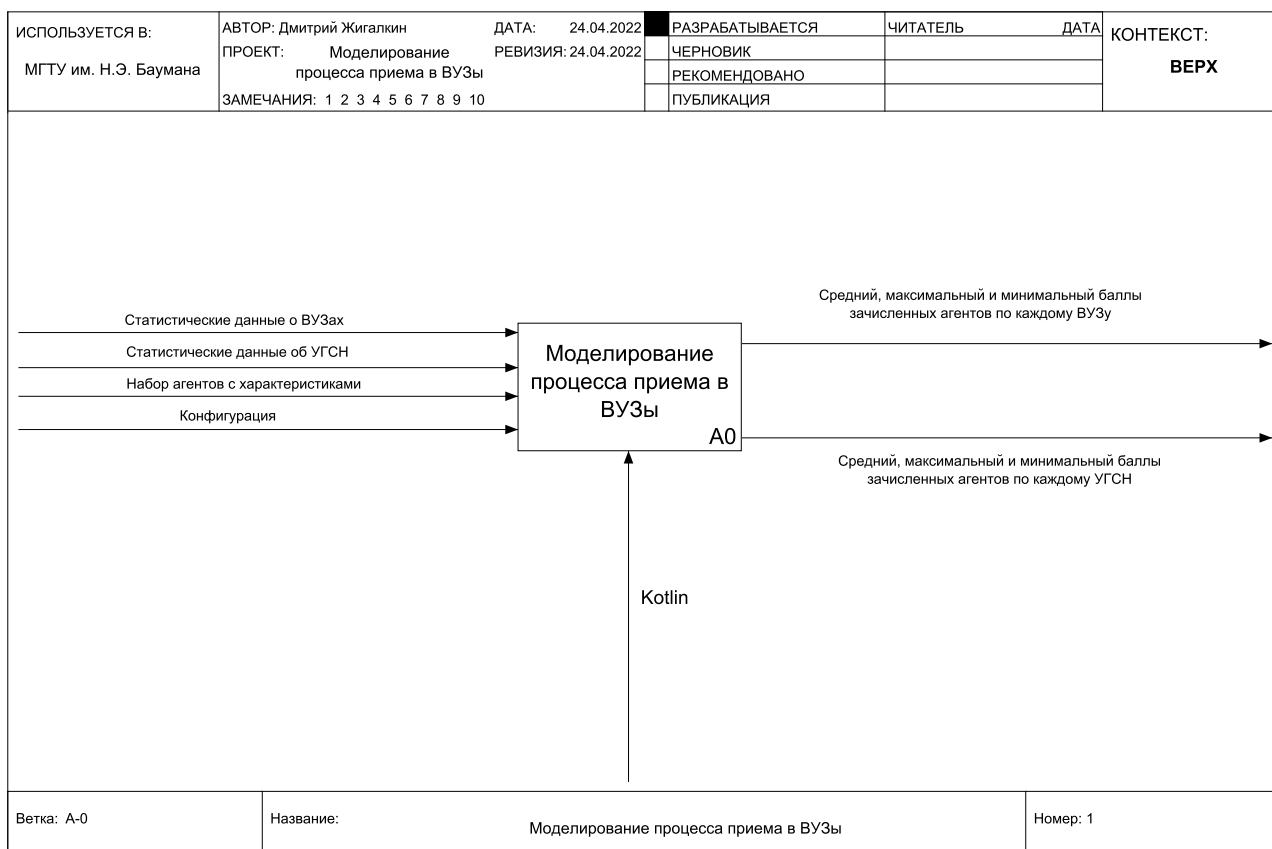 ИСПОЛЬЗУЕТСЯ В:
МГТУ им. Н.Э. Баумана
АВТОР: Дмитрий Жигалкин
ДАТА: 24.04.2022
ПРОЕКТ: Моделирование
процесса приема в ВУЗы
РЕВИЗИЯ: 24.04.2022
ЗАМЕЧАНИЯ: 1 2 3 4 5 6 7 8 9 10
РАЗРАБАТЫВАЕТСЯ
ЧЕРНОВИК
РЕКОМЕНДОВАНО
ПУБЛИКАЦИЯ
ЧИТАТЕЛЬ ДАТА
КОНТЕКСТ:
ВЕРХ
Статистические данные о ВУЗах
Статистические данные об УГСН
Набор агентов с характеристиками
Конфигурация
Моделирование
процесса приема в
ВУЗы
A0
Средний, максимальный и минимальный баллы
зачисленных агентов по каждому ВУЗу
Средний, максимальный и минимальный баллы
зачисленных агентов по каждому УГСН
Kotlin
Ветка: A-0
Название:
Моделирование процесса приема в ВУЗы
Номер: 1